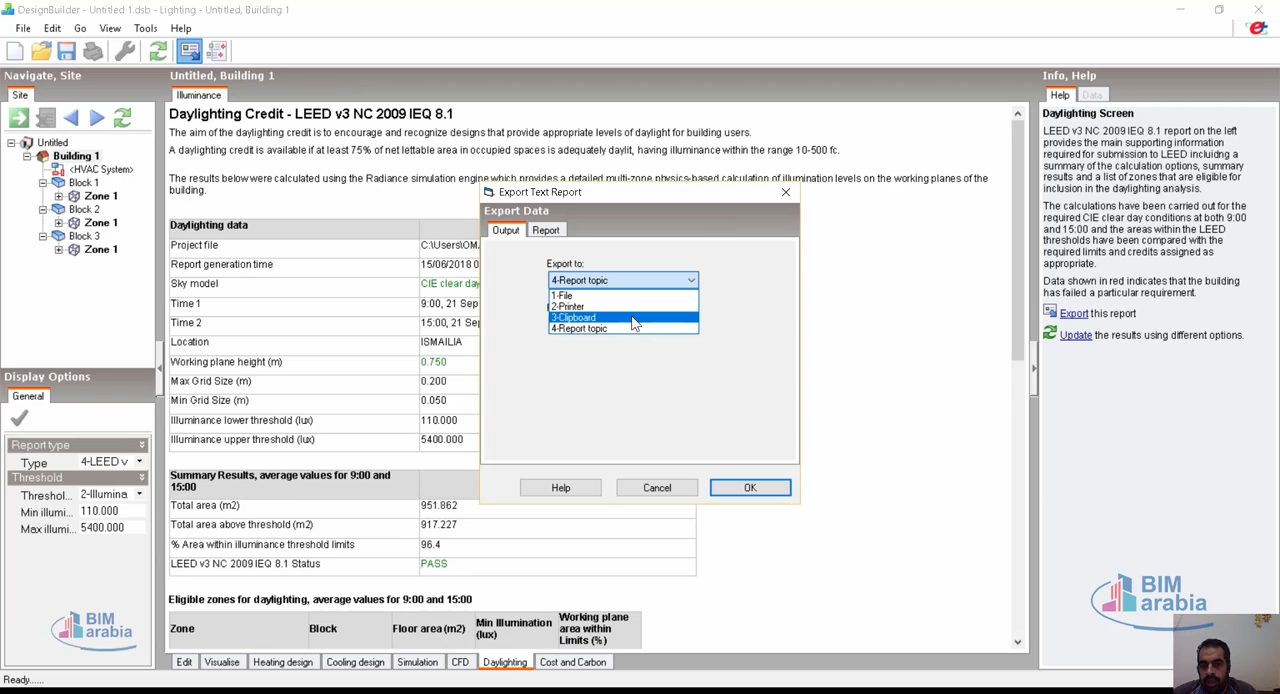 DesignBuilder - Untitled 1.dsb - Lighting - Untitled, Building 1
File Edit Go View Tools Help
Navigate, Site
Site
Untitled
Building 1
<HVAC System>
Block 1
Zone 1
Block 2
Zone 1
Block 3
Zone 1
Display Options
General
Report type
Type 4-LEED v
Threshold
Threshol... 2-Illumina
Min illumi... 110.000
Max illumi... 5400.000
BIM
arabia
Untitled, Building 1
Illuminance
Daylighting Credit - LEED v3 NC 2009 IEQ 8.1
The aim of the daylighting credit is to encourage and recognize designs that provide appropriate levels of daylight for building users.
A daylighting credit is available if at least 75% of net lettable area in occupied spaces is adequately daylit, having illuminance within the range 10-500 fc.
The results below were calculated using the Radiance simulation engine which provides a detailed multi-zone physics-based calculation of illumination levels on the working planes of the
building.
Daylighting data
Project file C:\Users\OM
Report generation time 15/06/2018 0
Sky model CIE clear day
Time 1 9:00, 21 Sep
Time 2 15:00, 21 Sep
Location ISMAILIA
Working plane height (m) 0.750
Max Grid Size (m) 0.200
Min Grid Size (m) 0.050
Illuminance lower threshold (lux) 110.000
Illuminance upper threshold (lux) 5400.000
Summary Results, average values for 9:00 and
15:00
Total area (m2) 951.862
Total area above threshold (m2) 917.227
% Area within illuminance threshold limits 96.4
LEED v3 NC 2009 IEQ 8.1 Status PASS
Eligible zones for daylighting, average values for 9:00 and 15:00
Zone Block Floor area (m2) Min Illumination (lux) Working plane area within Limits (%)
Edit Visualise Heating design Cooling design Simulation CFD Daylighting Cost and Carbon
Export Text Report
Export Data
Output Report
Export to:
4-Report topic
1-File
2-Printer
3-Clipboard
4-Report topic
Help Cancel OK
Info, Help
Help Data
Daylighting Screen
LEED v3 NC 2009 IEQ 8.1 report on the left
provides the main supporting information
required for submission to LEED including a
summary of the calculation options, summary
results and a list of zones that are eligible for
inclusion in the daylighting analysis.
The calculations have been carried out for the
required CIE clear day conditions at both 9:00
and 15:00 and the areas within the LEED
thresholds have been compared with the
required limits and credits assigned as
appropriate.
Data shown in red indicates that the building
has failed a particular requirement.
Export this report
Update the results using different options.
BIM
arabia
Ready.....